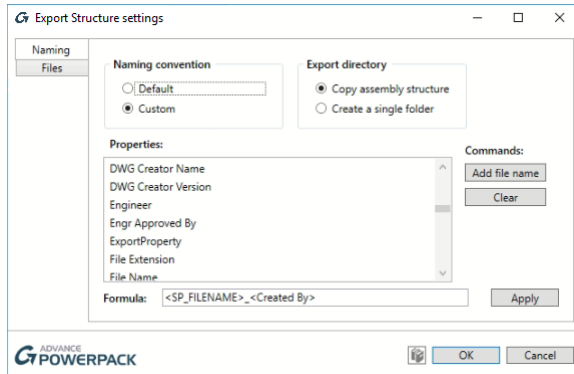 Export Structure settings
Naming
Files
Naming convention
Default
Custom
Export directory
Copy assembly structure
Create a single folder
Properties:
DWG Creator Name
DWG Creator Version
Engineer
Engr Approved By
ExportProperty
File Extension
File Name
Commands:
Add file name
Clear
Formula:
<SP_FILENAME>_<Created By>
Apply
ADVANCE
POWERPACK
OK
Cancel